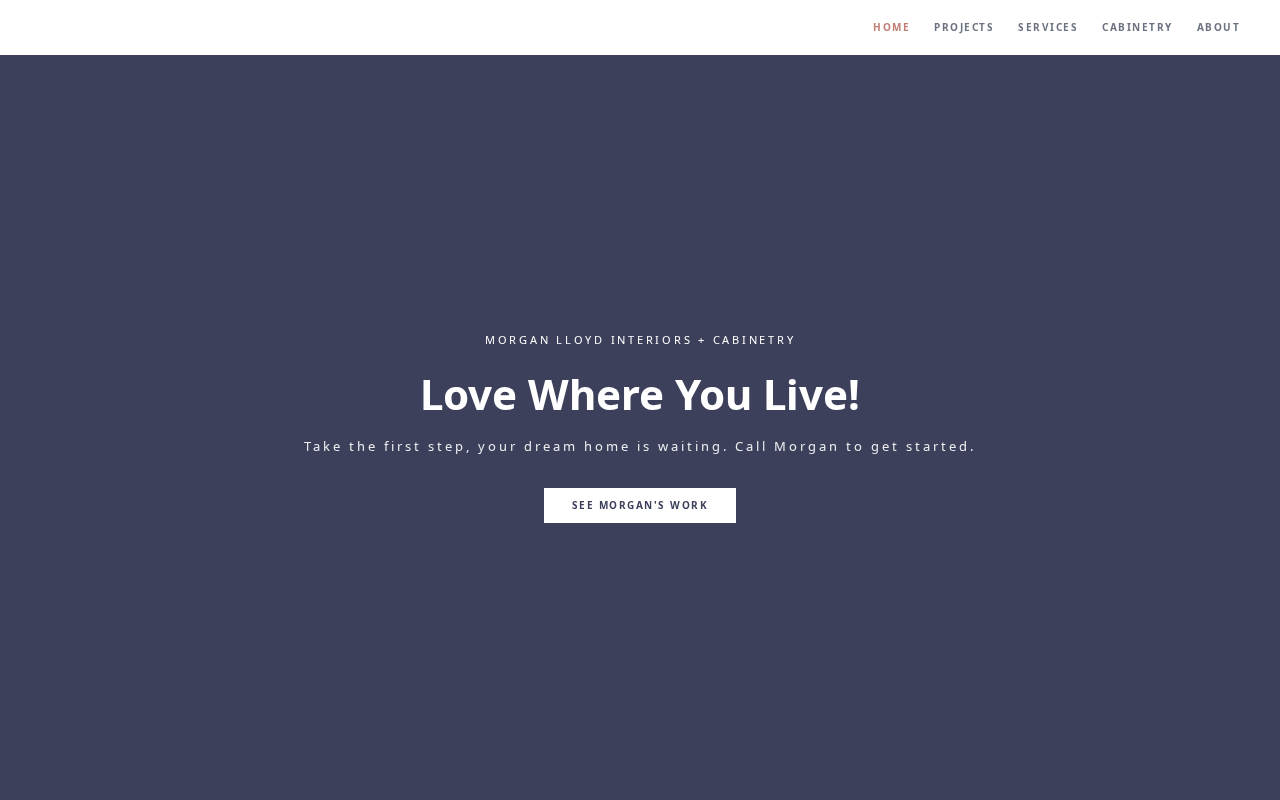 HOME PROJECTS SERVICES CABINETRY ABOUT
MORGAN LLOYD INTERIORS + CABINETRY
Love Where You Live!
Take the first step, your dream home is waiting. Call Morgan to get started.
SEE MORGAN'S WORK